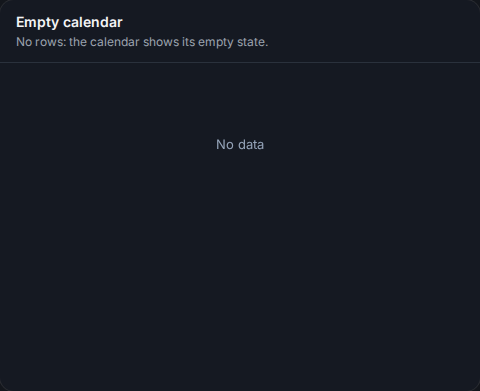 Empty calendar
No rows: the calendar shows its empty state.
No data